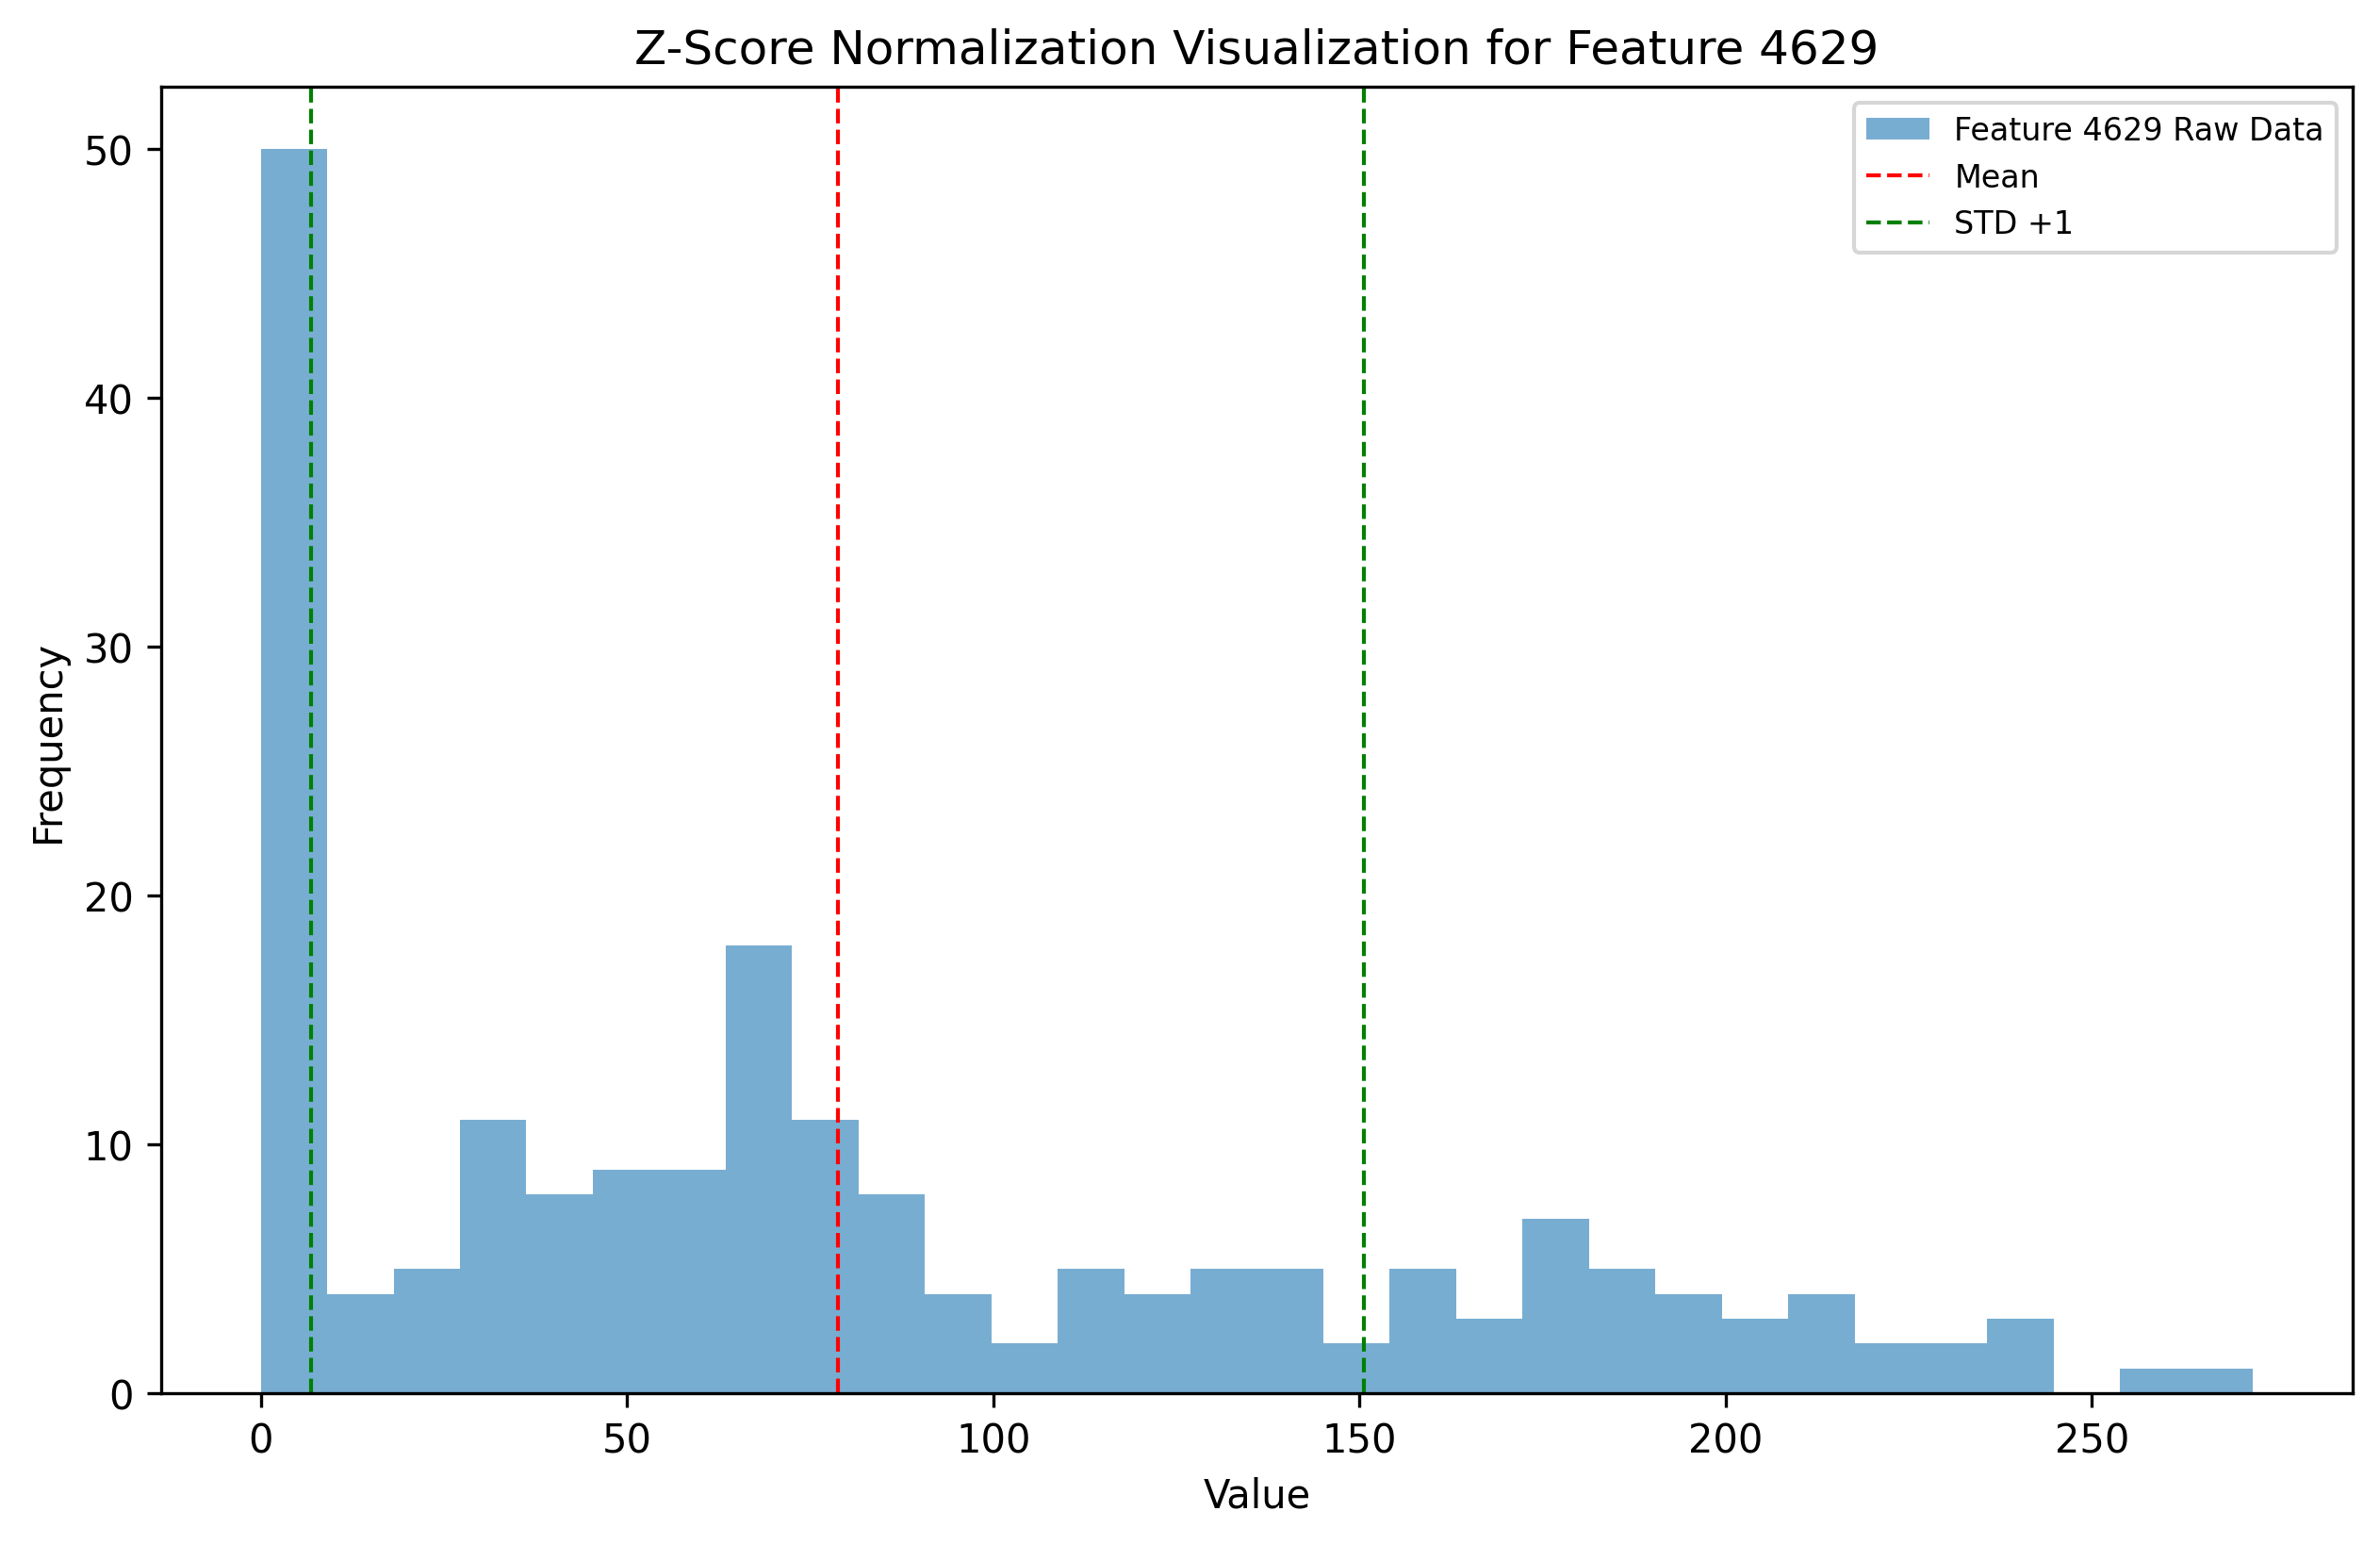 Z-Score Normalization Visualization for Feature 4629
Feature 4629 Raw Data
Mean
STD +1
Frequency
50
40
30
20
10
0
0 50 100 150 200 250
Value